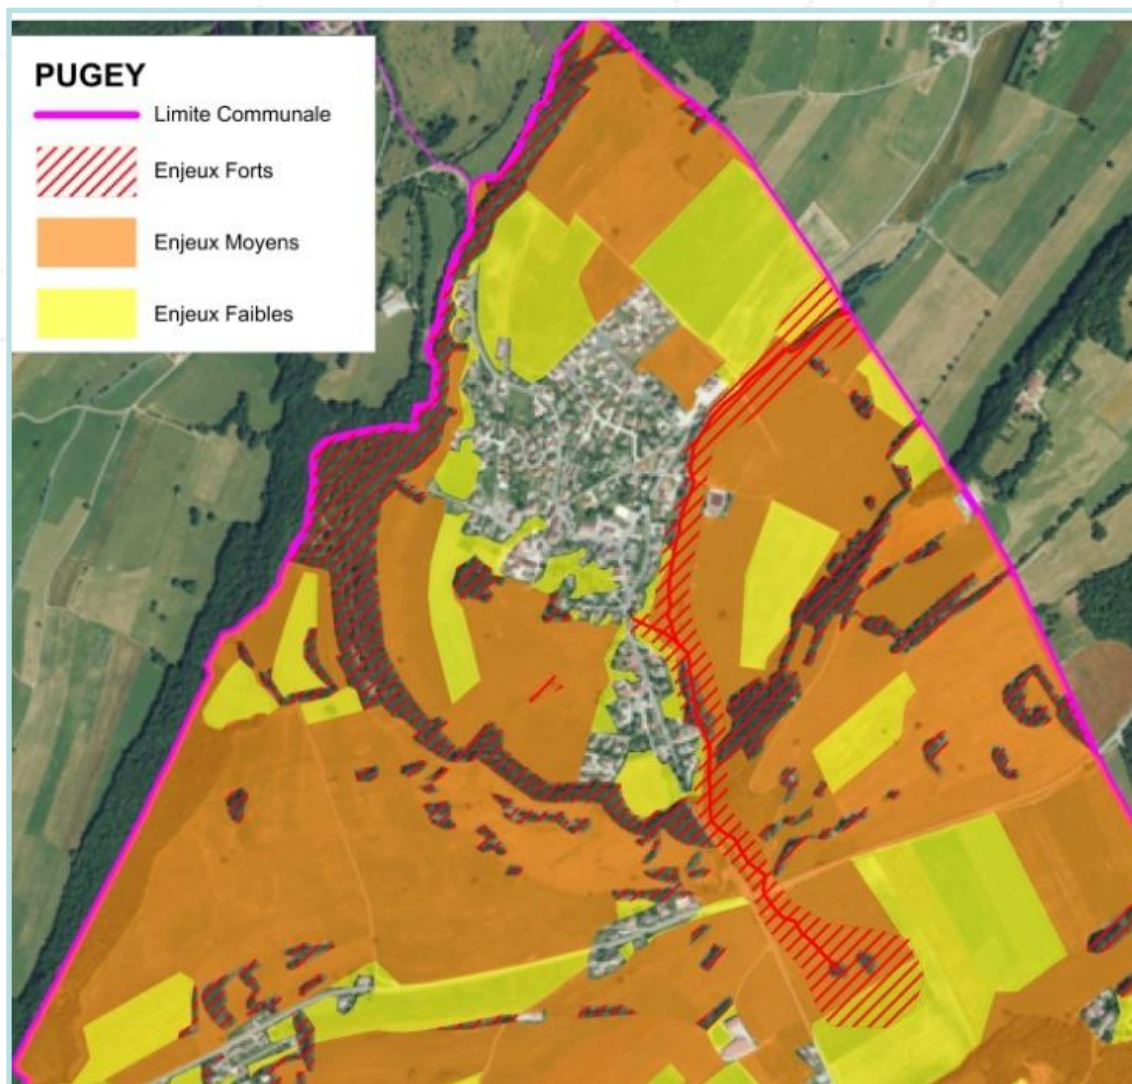 PUGEY
Limite Communale
Enjeux Forts
Enjeux Moyens
Enjeux Faibles